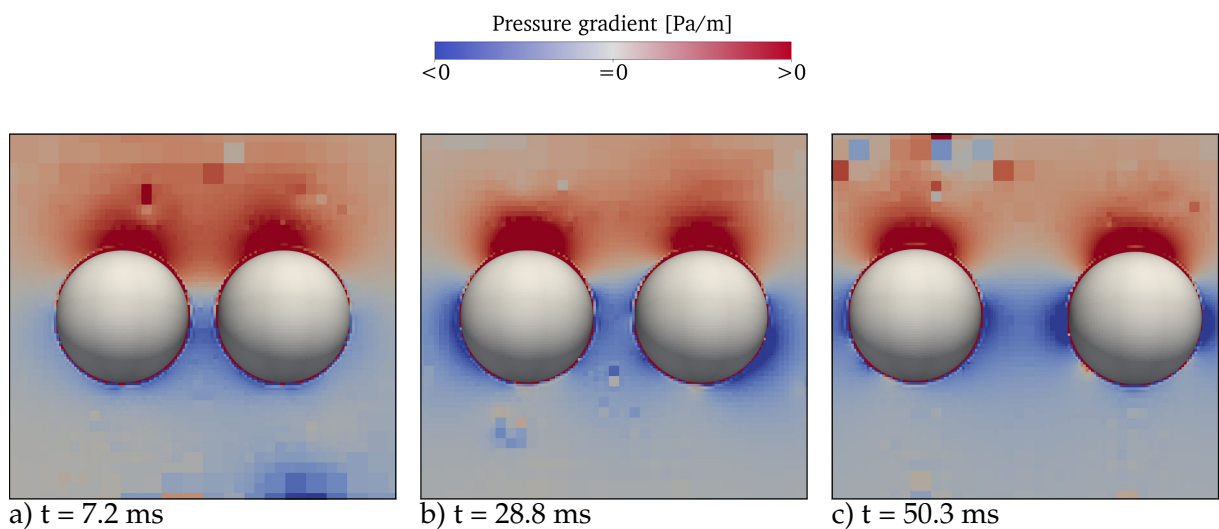 Pressure gradient [Pa/m]
<0 =0 >0
a) t = 7.2 ms b) t = 28.8 ms c) t = 50.3 ms